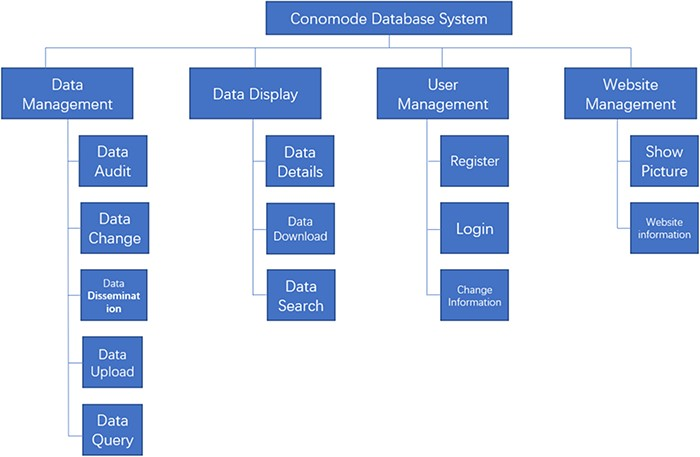 Conomode Database System
Data
Management
Data Display
User
Management
Website
Management
Data
Audit
Data
Change
Data
Disseminat
ion
Data
Upload
Data
Query
Data
Details
Data
Download
Data
Search
Register
Login
Change
Information
Show
Picture
Website
information